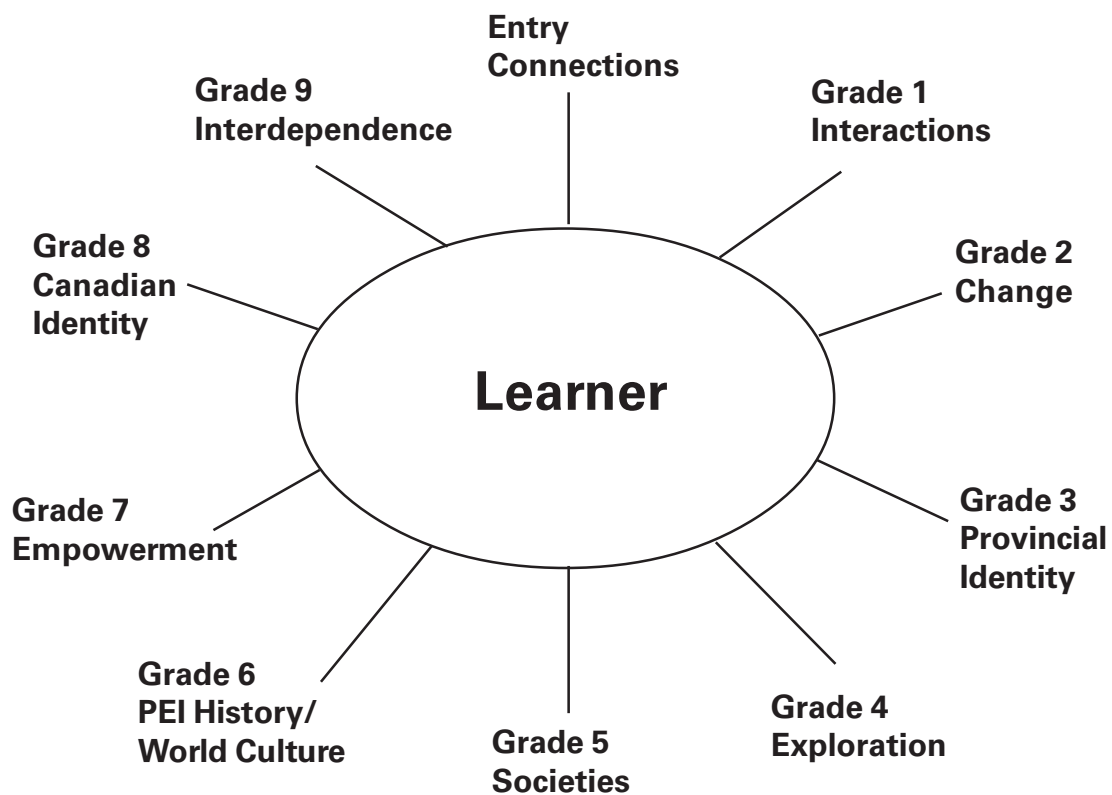 Entry
Connections
Grade 1
Interactions
Grade 2
Change
Grade 3
Provincial
Identity
Grade 4
Exploration
Grade 5
Societies
Grade 6
PEI History/
World Culture
Grade 7
Empowerment
Grade 8
Canadian
Identity
Grade 9
Interdependence
Learner